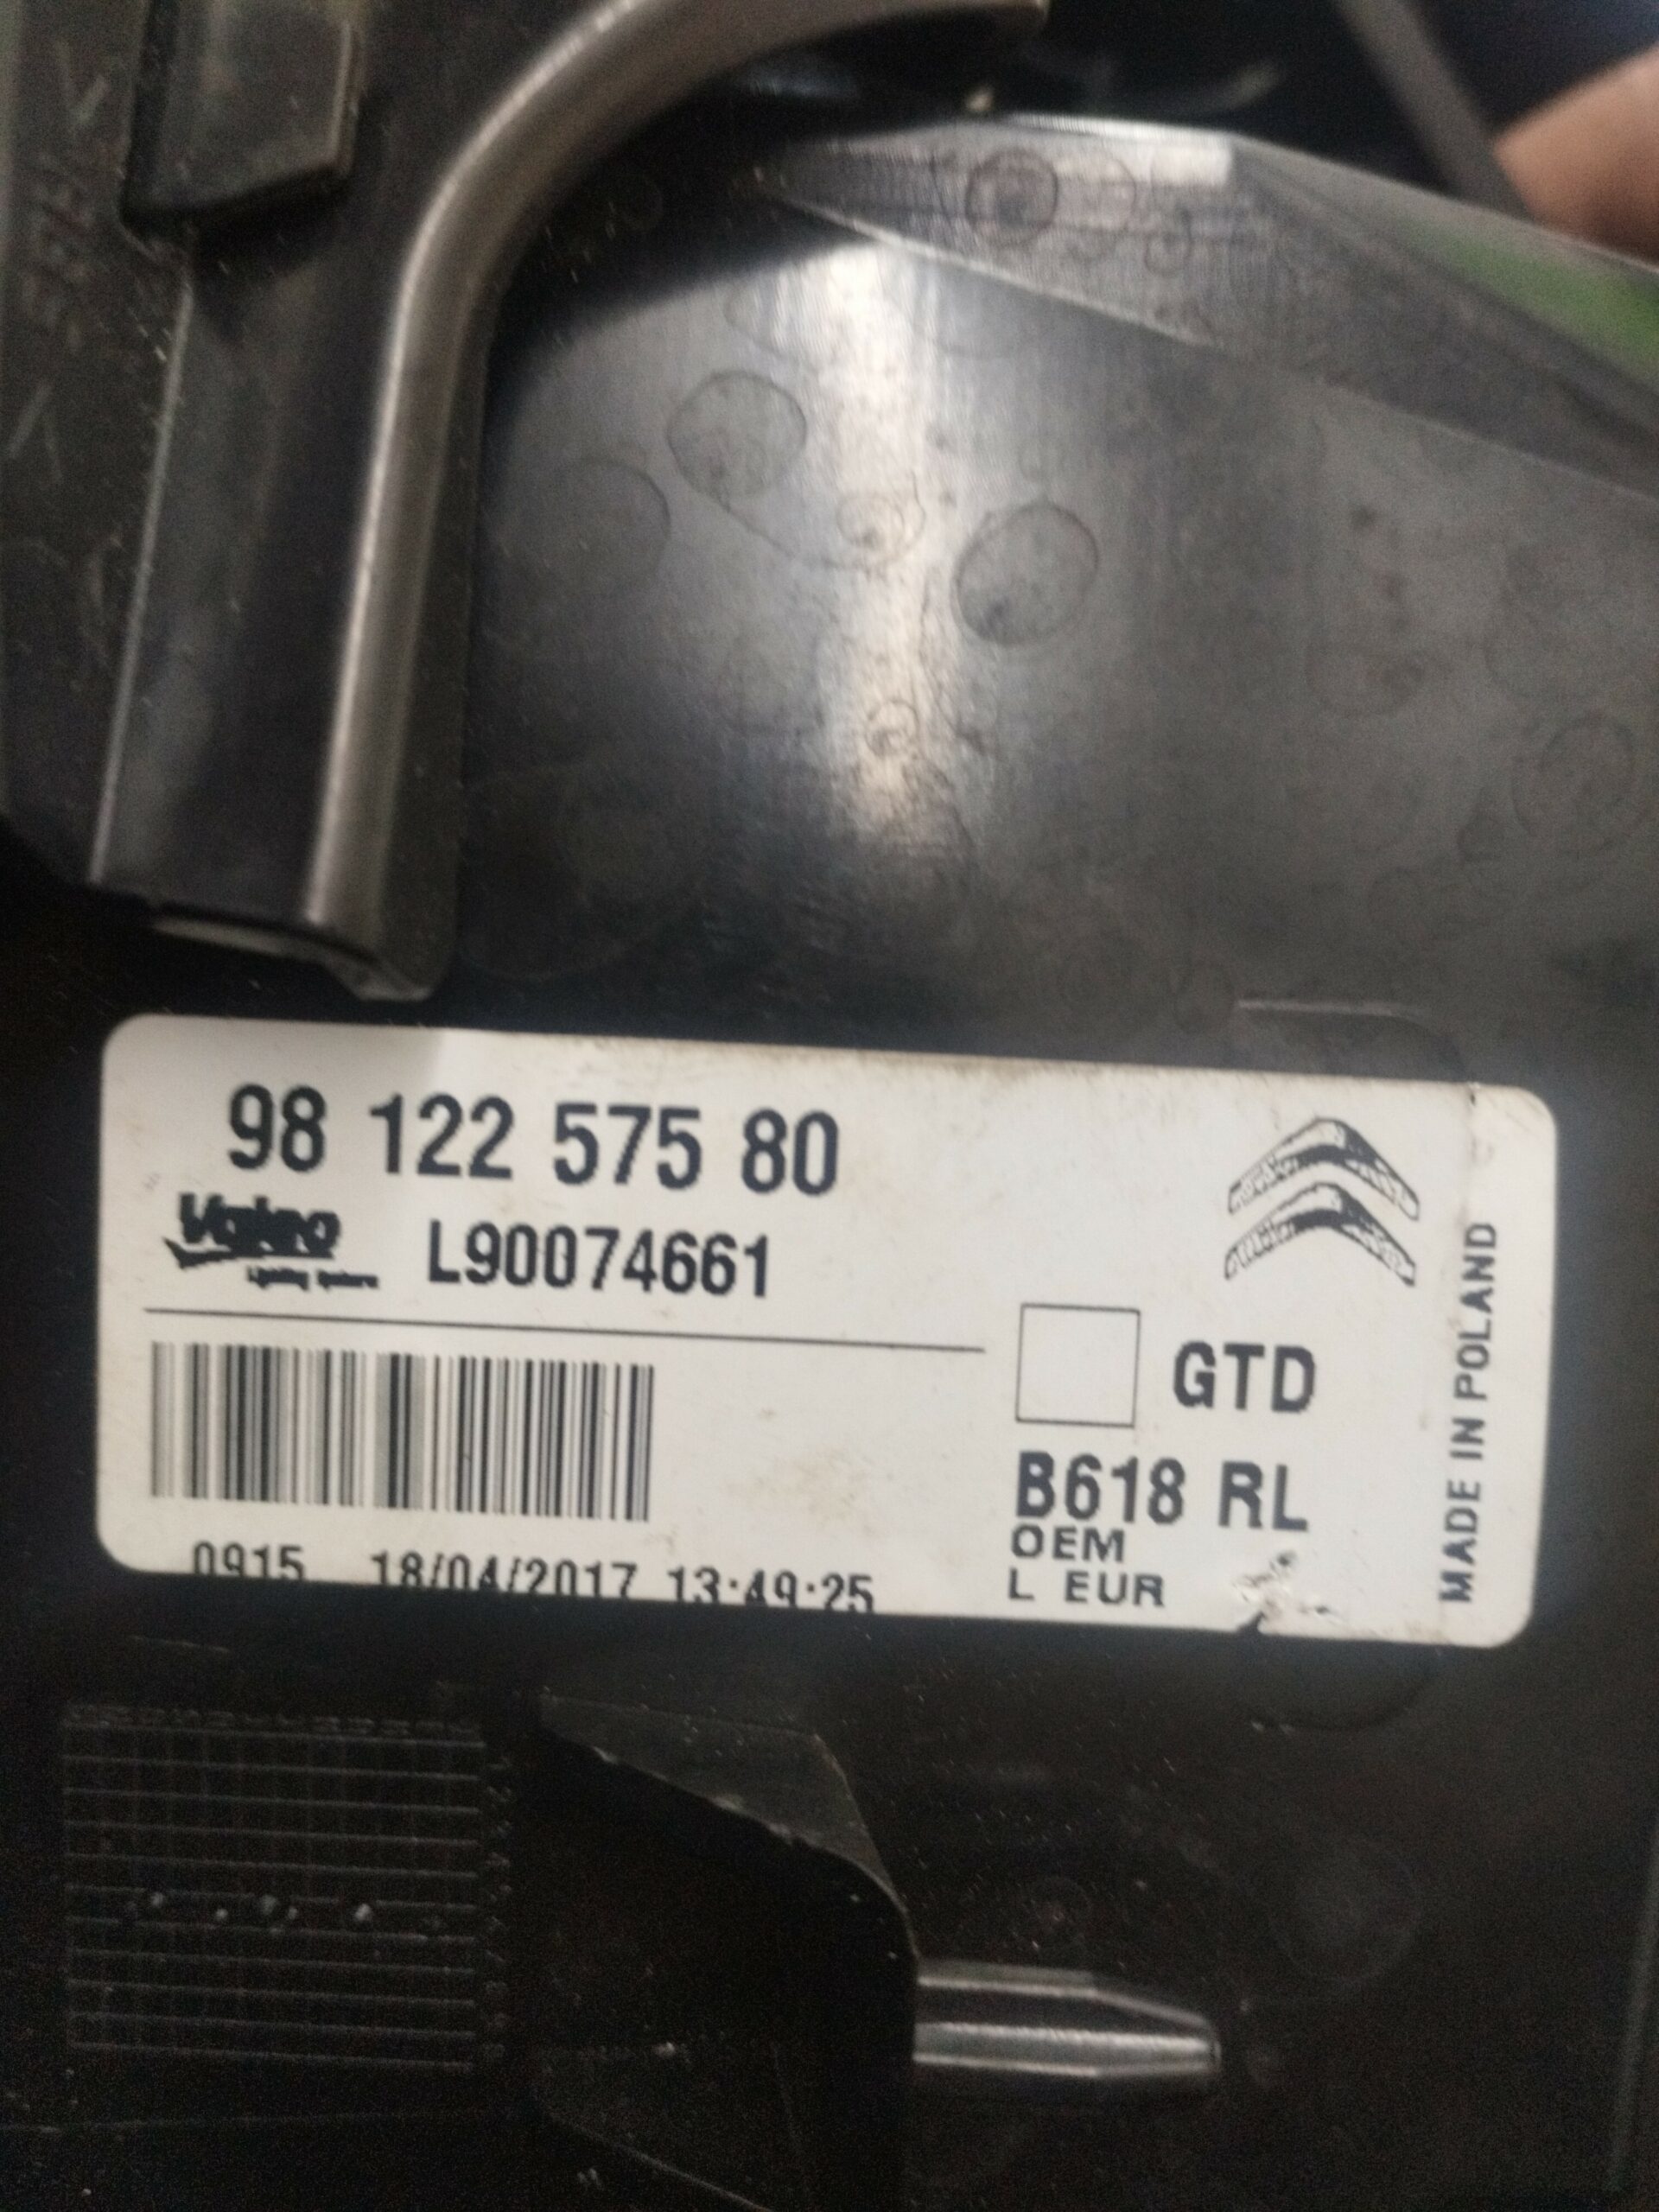 98 122 575 80
Valeo L90074661
GTD
B618 RL
OEM
L EUR
0915 18/04/2017 13:49:25
MADE IN POLAND